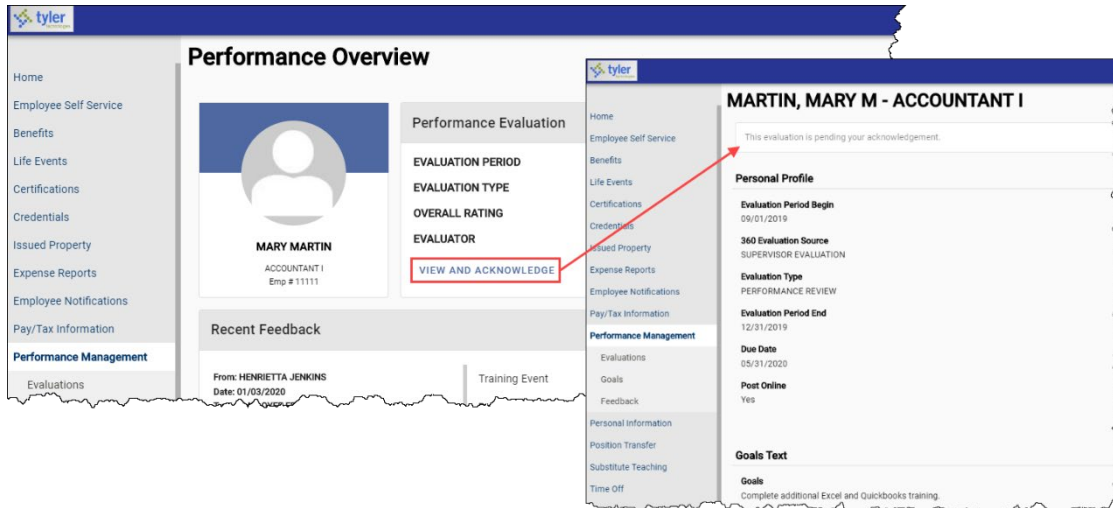 tyler
technologies
Home
Employee Self Service
Benefits
Life Events
Certifications
Credentials
Issued Property
Expense Reports
Employee Notifications
Pay/Tax Information
Performance Management
Evaluations
Performance Overview
MARY MARTIN
ACCOUNTANT I
Emp # 11111
Performance Evaluation
EVALUATION PERIOD
EVALUATION TYPE
OVERALL RATING
EVALUATOR
VIEW AND ACKNOWLEDGE
Recent Feedback
From: HENRIETTA JENKINS
Date: 01/03/2020
Training Event
tyler
Home
Employee Self Service
Benefits
Life Events
Certifications
Credentials
Issued Property
Expense Reports
Employee Notifications
Pay/Tax Information
Performance Management
Evaluations
Goals
Feedback
Personal Information
Position Transfer
Substitute Teaching
Time Off
MARTIN, MARY M - ACCOUNTANT I
This evaluation is pending your acknowledgement.
Personal Profile
Evaluation Period Begin
09/01/2019
360 Evaluation Source
SUPERVISOR EVALUATION
Evaluation Type
PERFORMANCE REVIEW
Evaluation Period End
12/31/2019
Due Date
05/31/2020
Post Online
Yes
Goals Text
Goals
Complete additional Excel and Quickbooks training.